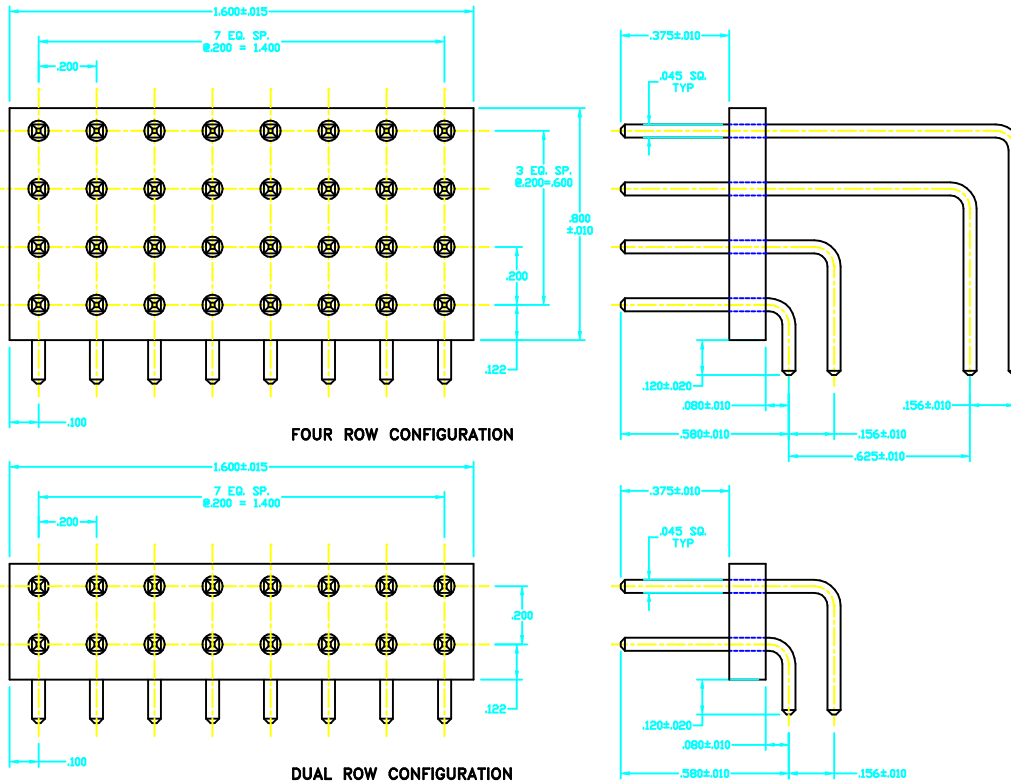 1.600±.015
7 EQ. SP.
@.200 = 1.400
.200
3 EQ. SP.
@.200=.600
.800
±.010
.200
.122
.100
FOUR ROW CONFIGURATION
.375±.010
.045 SQ.
TYP
.120±.020
.080±.010
.156±.010
.580±.010
.156±.010
.625±.010
1.600±.015
7 EQ. SP.
@.200 = 1.400
.200
.200
.122
.100
DUAL ROW CONFIGURATION
.375±.010
.045 SQ.
TYP
.120±.020
.080±.010
.580±.010
.156±.010